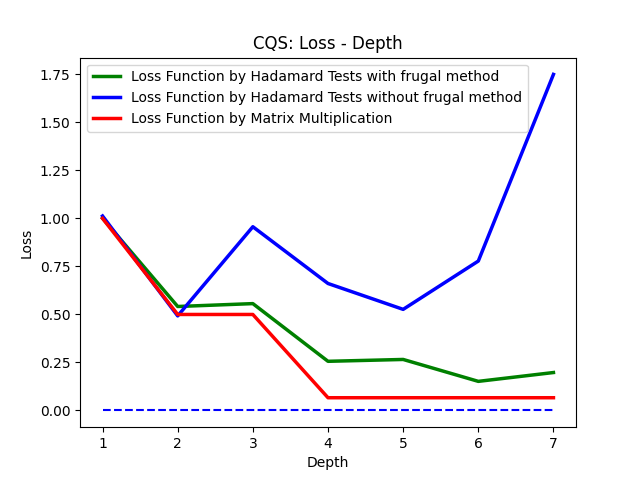 CQS: Loss - Depth
Loss Function by Hadamard Tests with frugal method
Loss Function by Hadamard Tests without frugal method
Loss Function by Matrix Multiplication
1.75
1.50
1.25
1.00
0.75
0.50
0.25
0.00
Loss
1 2 3 4 5 6 7
Depth